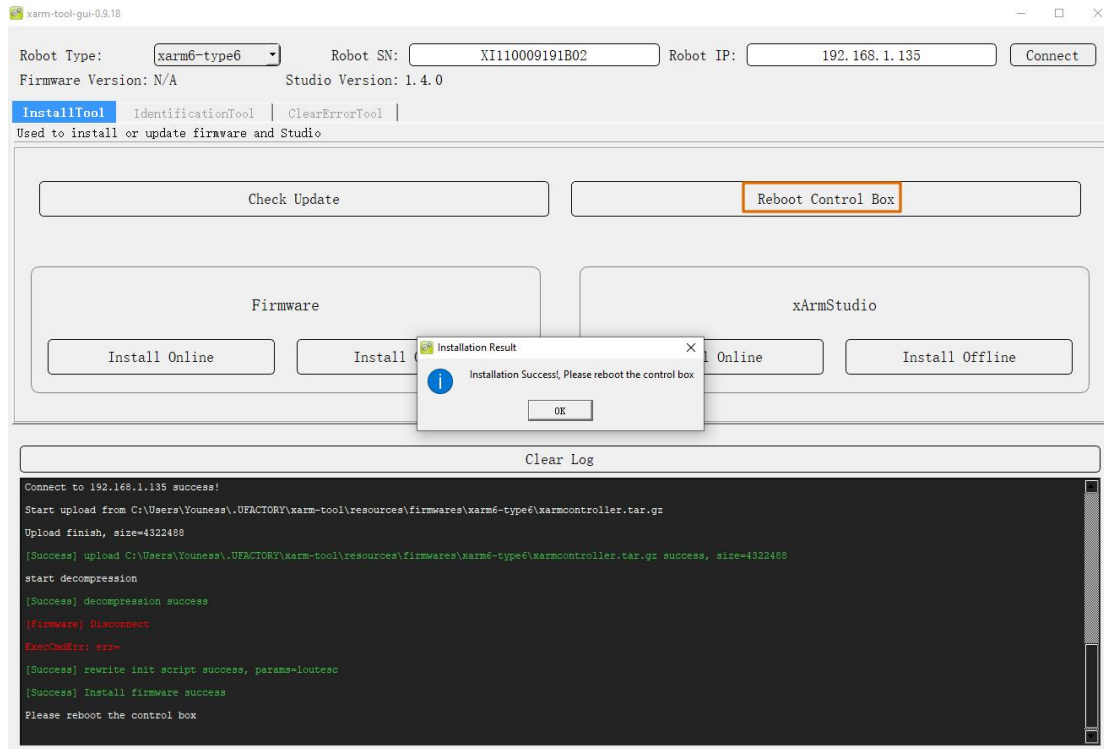 xarm-tool-gui-0.9.18
Robot Type: xarm6-type6 Robot SN: XI110009191B02 Robot IP: 192.168.1.135 Connect
Firmware Version: N/A Studio Version: 1.4.0
InstallTool IdentificationTool ClearErrorTool
Used to install or update firmware and Studio
Check Update Reboot Control Box
Firmware xArmStudio
Install Online Install Online Install Offline
Installation Result
Installation Success!, Please reboot the control box
OK
Clear Log
Connect to 192.168.1.135 success!
Start upload from C:\Users\Youness\.UFACTORY\xarm-tool\resources\firmwares\xarm6-type6\xarmcontroller.tar.gz
Upload finish, size=4322488
[Success] upload C:\Users\Youness\.UFACTORY\xarm-tool\resources\firmwares\xarm6-type6\xarmcontroller.tar.gz success, size=4322488
start decompression
[Success] decompression success
[Firmware] Disconnect
ExecCmdErr: err=
[Success] rewrite init script success, params=loutesc
[Success] Install firmware success
Please reboot the control box